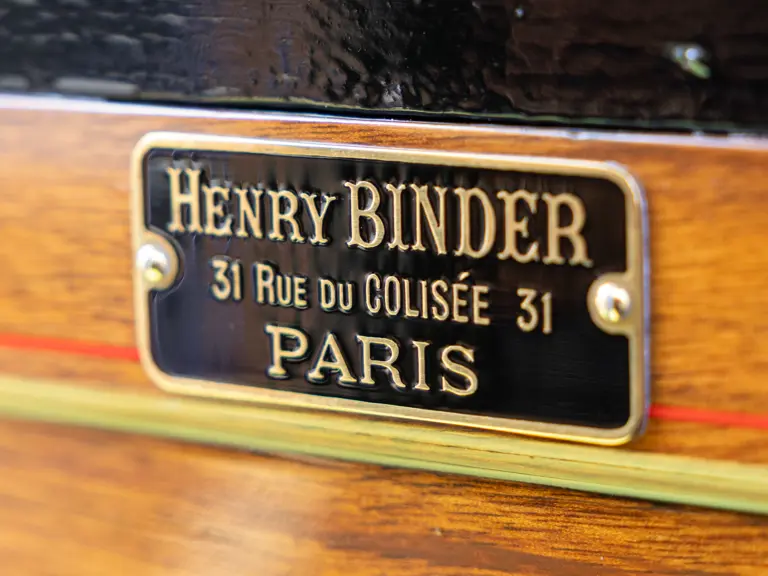 HENRY BINDER
31 RUE DU COLISÉE 31
PARIS